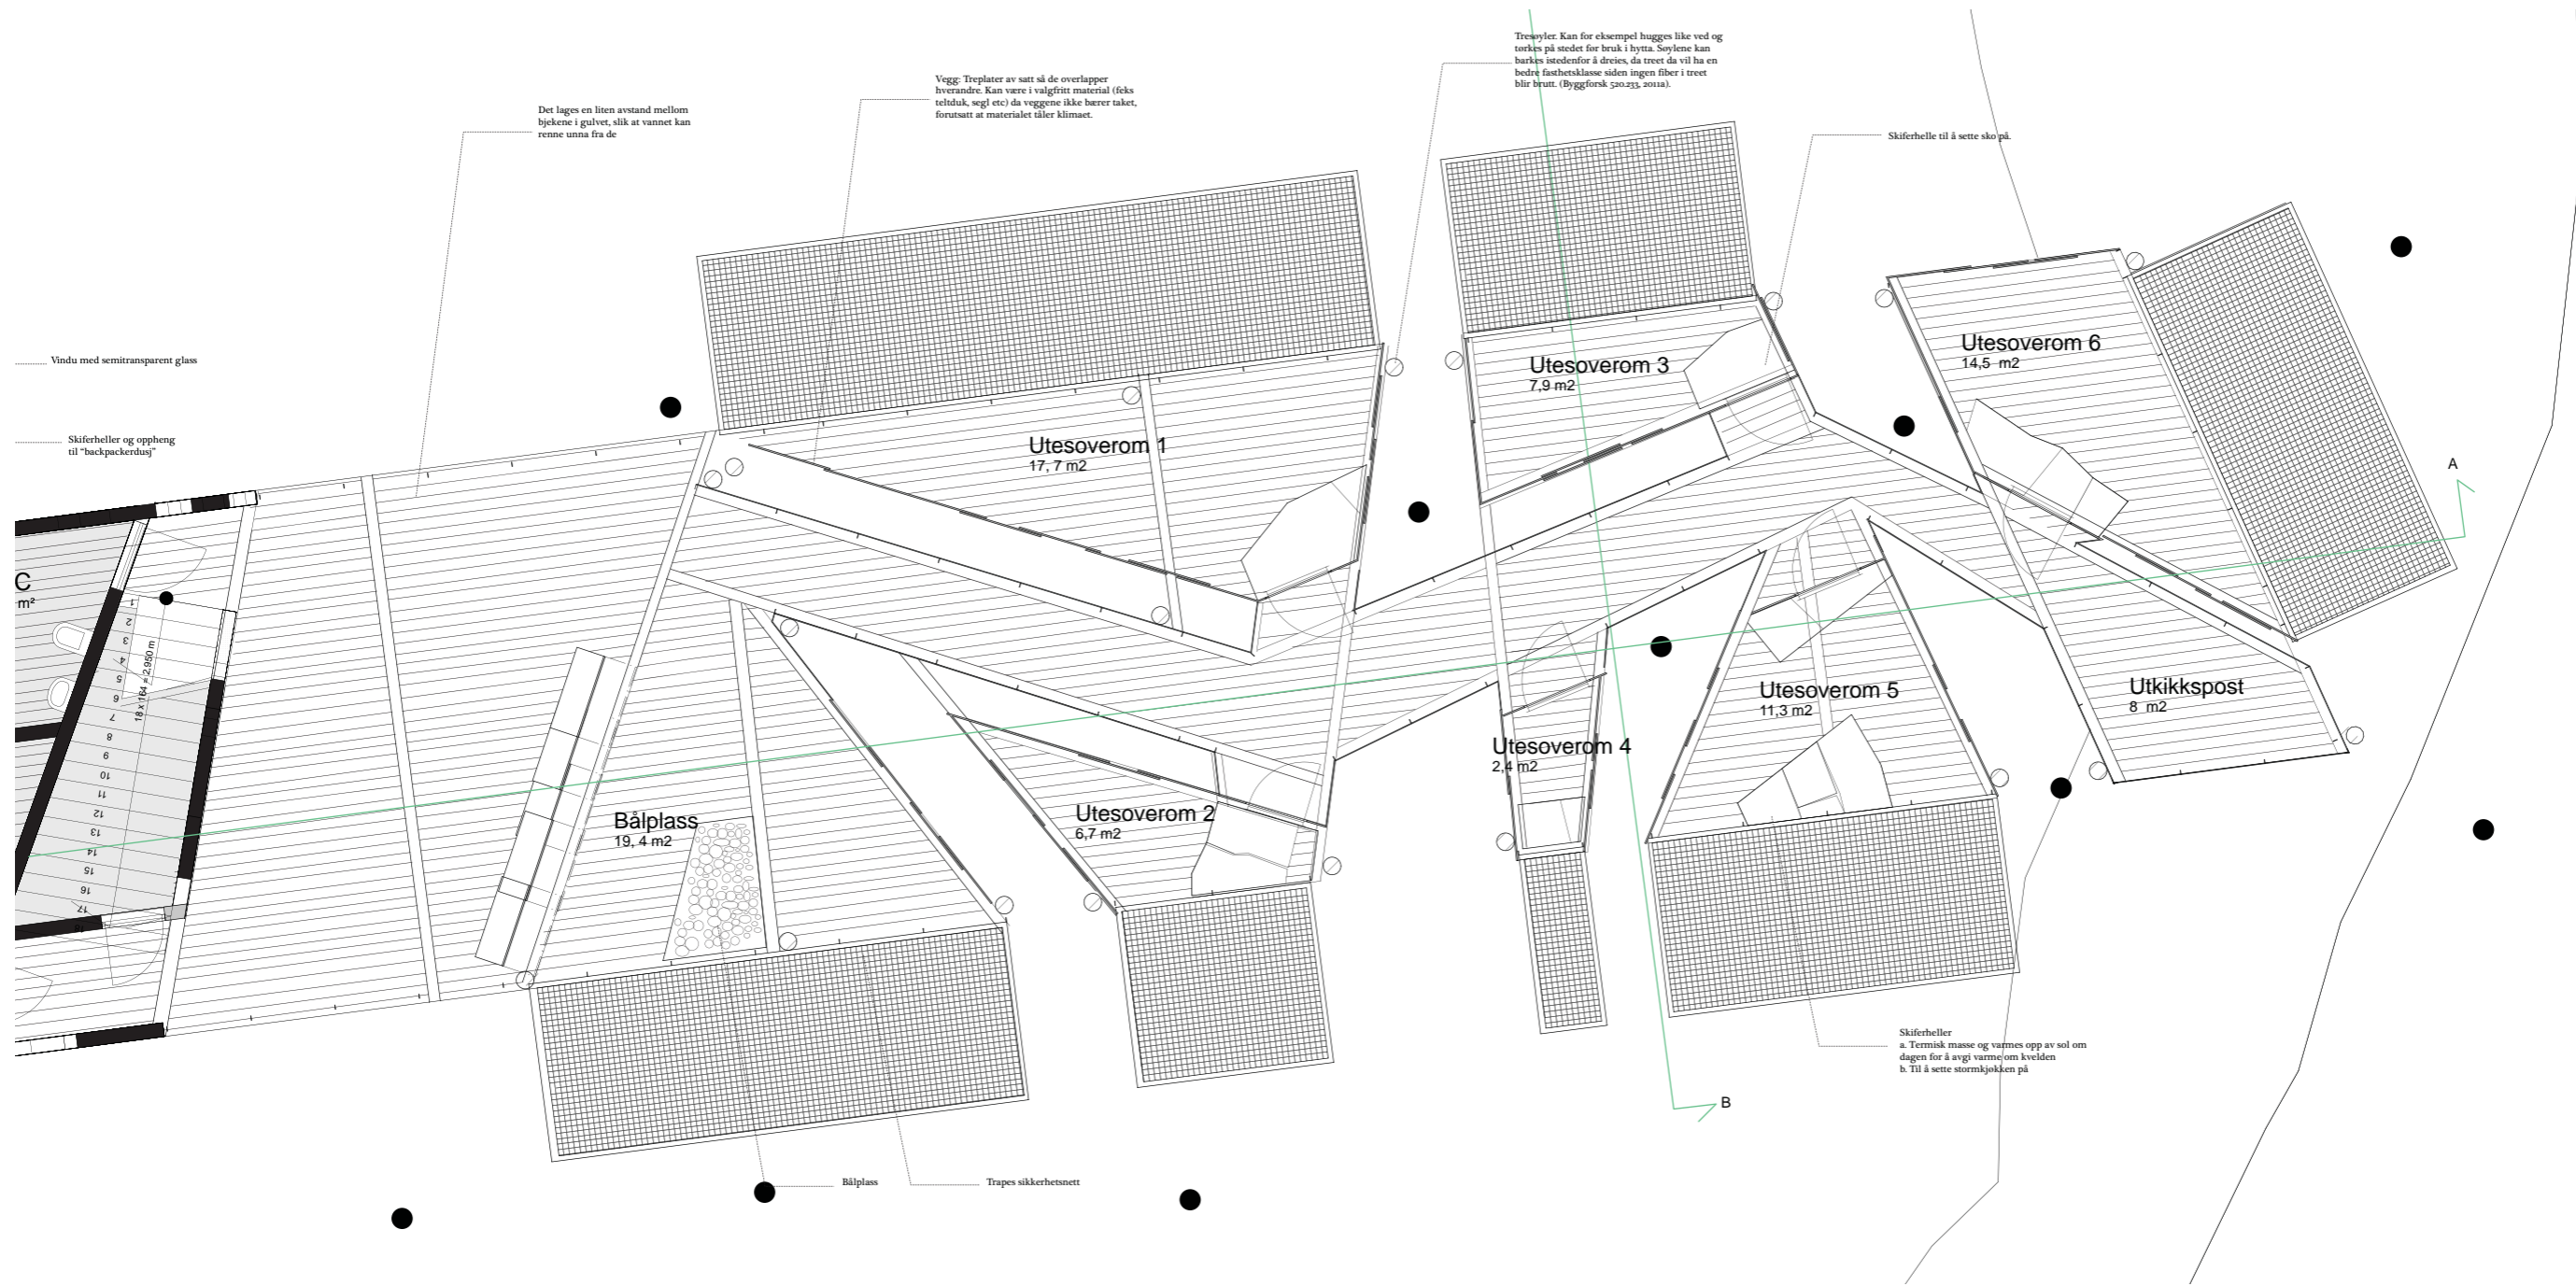 Tresøyler. Kan for eksempel hugges like ved og
tørkes på stedet før bruk i hytta. Søylene kan
barkes istedenfor å dreies, da treet da vil ha en
bedre fasthetsklasse siden ingen fiber i treet
blir brutt. (Byggforsk 520.233, 2011a).
Vegg: Treplater av satt så de overlapper
hverandre. Kan være i valgfritt material (feks
teltduk, segl etc) da veggene ikke bærer taket,
forutsatt at materialet tåler klimaet.
Det lages en liten avstand mellom
bjekene i gulvet, slik at vannet kan
renne unna fra de
Skiferhelle til å sette sko på.
Vindu med semitransparent glass
Skiferheller og oppheng
til "backpackerdusj"
Utesoverom 1
17, 7 m2
Utesoverom 3
7,9 m2
Utesoverom 6
14,5 m2
A
C
m²
1
2
3
4
5
6
7
8
9
10
11
12
13
14
15
16
17
18
18 x 164 = 2,950 m
Bålplass
19, 4 m2
Utesoverom 2
6,7 m2
Utesoverom 4
2,4 m2
Utesoverom 5
11,3 m2
Utkikkspost
8 m2
Skiferheller
a. Termisk masse og varmes opp av sol om
dagen for å avgi varme om kvelden
b. Til å sette stormkjøkken på
B
Bålplass
Trapes sikkerhetsnett